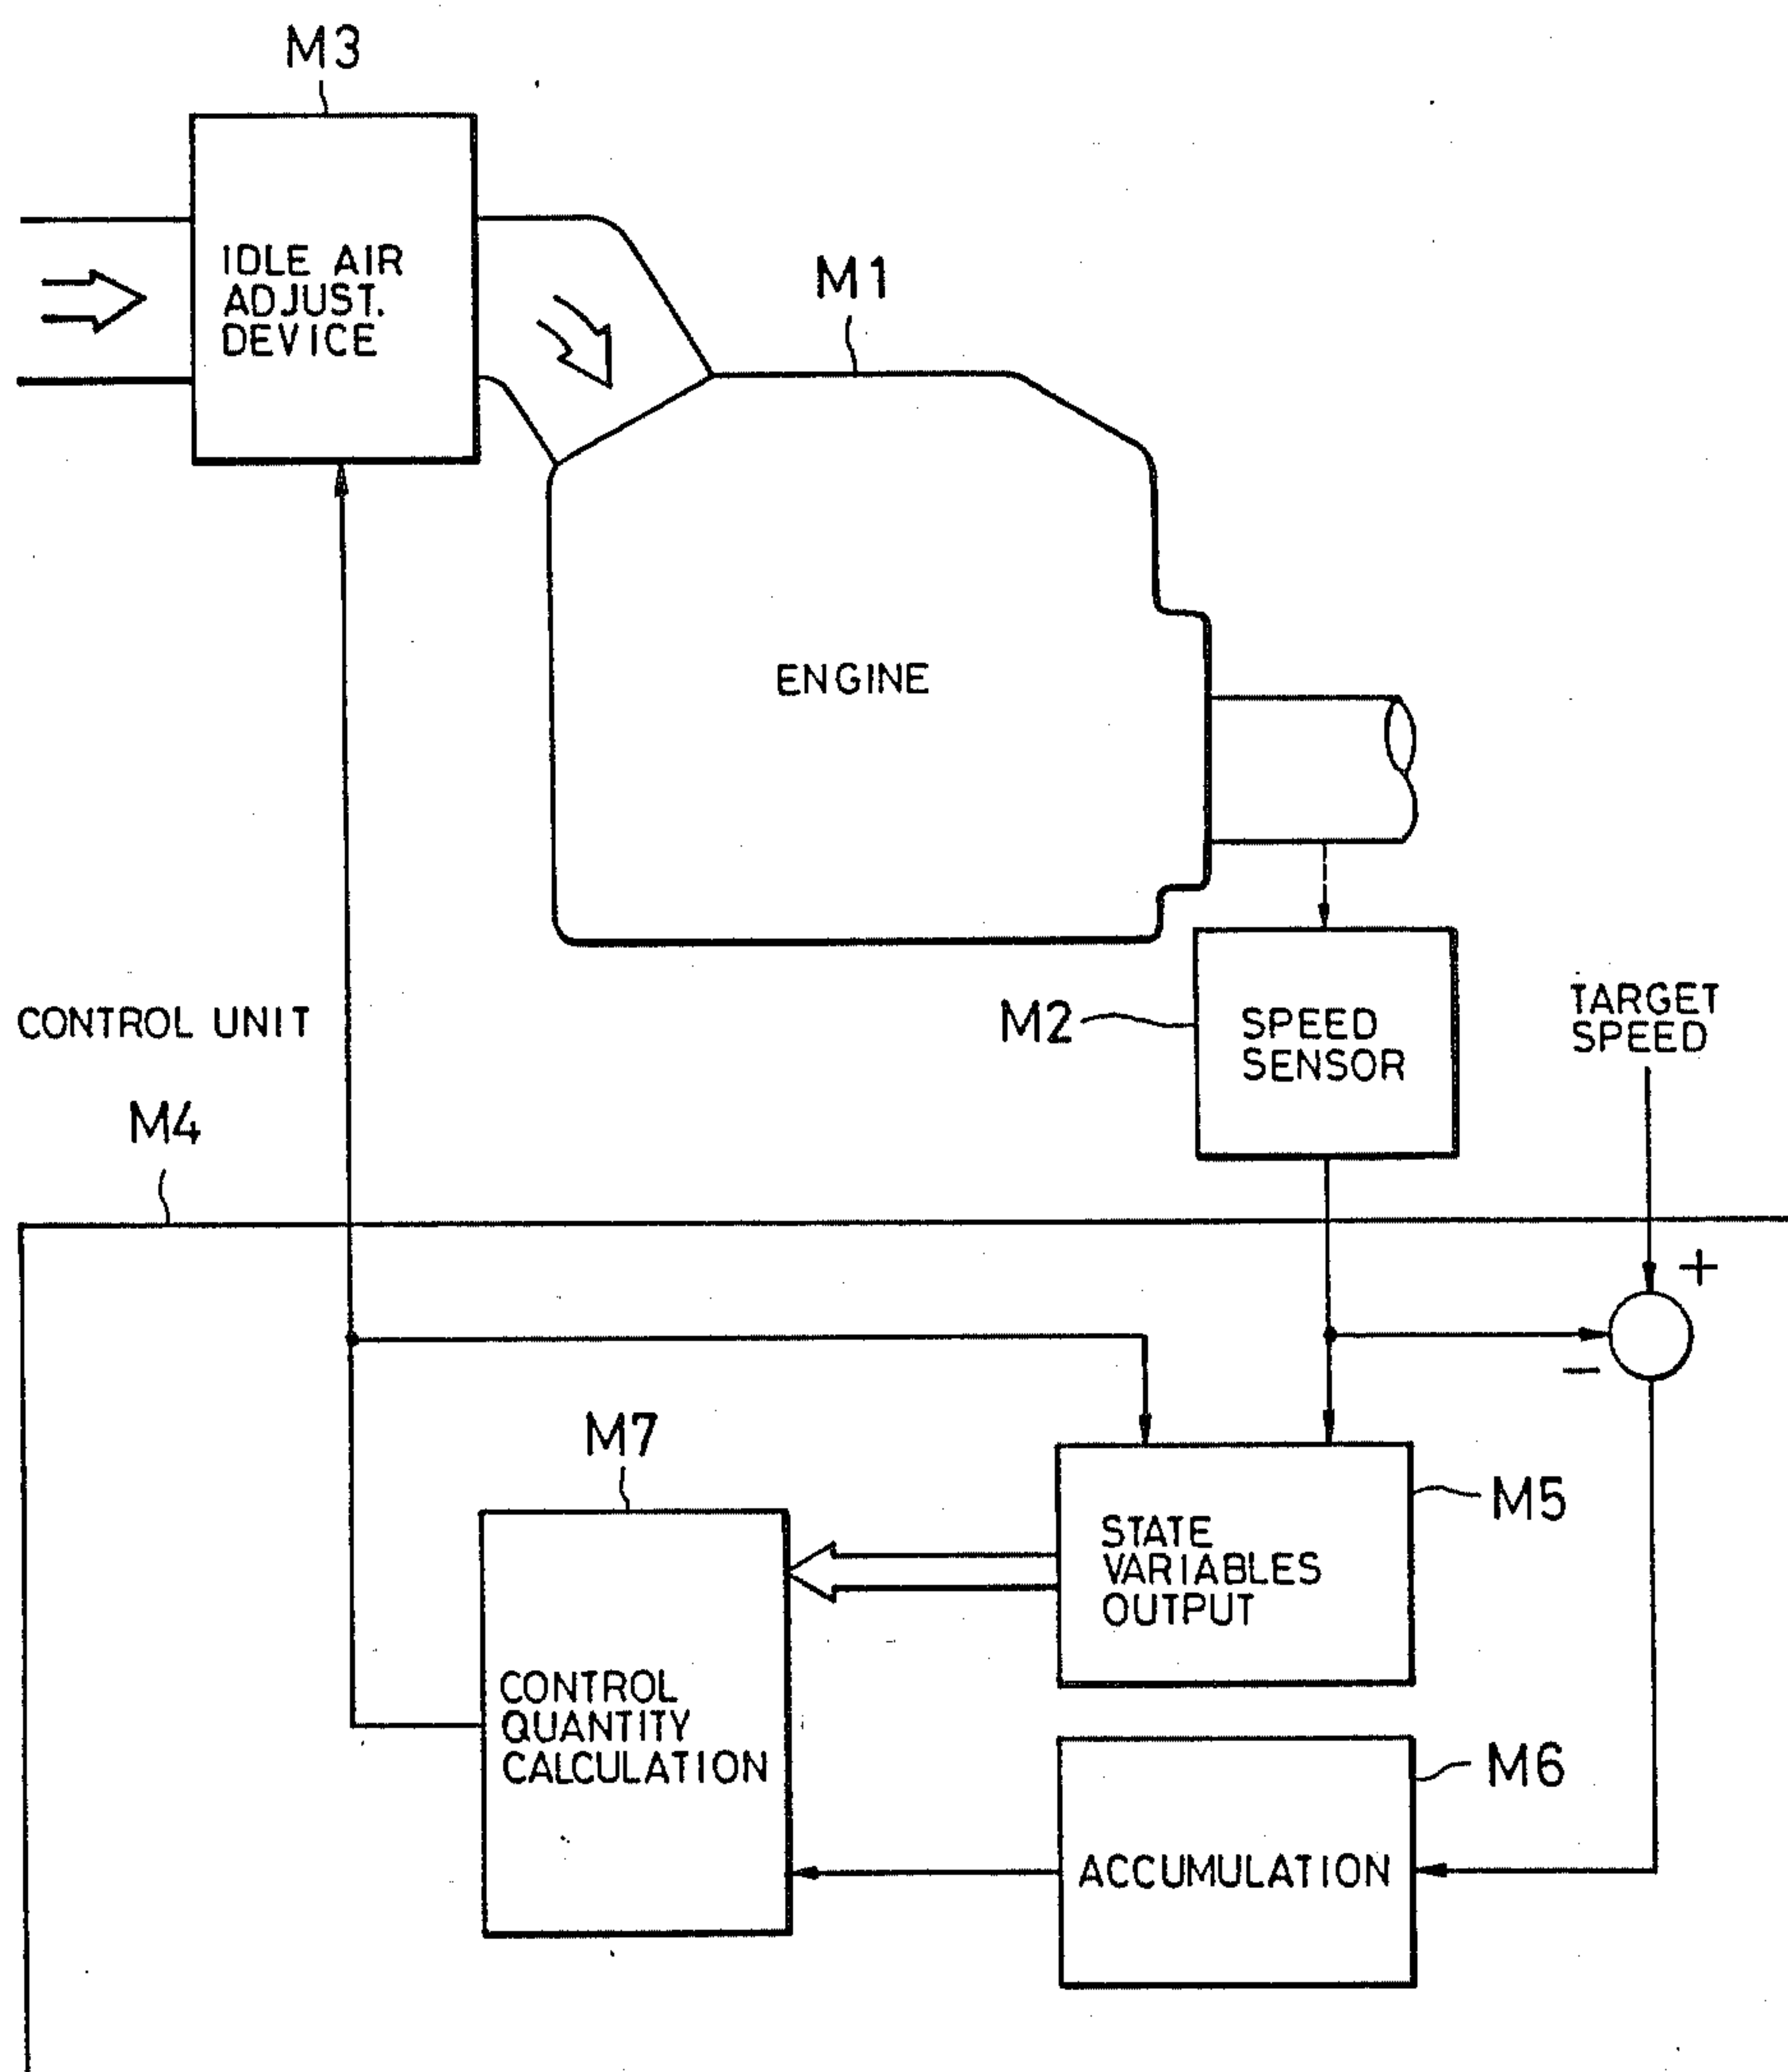 M3
IDLE AIR
ADJUST.
DEVICE
M1
ENGINE
CONTROL UNIT
M2
SPEED
SENSOR
TARGET
SPEED
M4
+
−
M7
M5
STATE
VARIABLES
OUTPUT
CONTROL
QUANTITY
CALCULATION
M6
ACCUMULATION